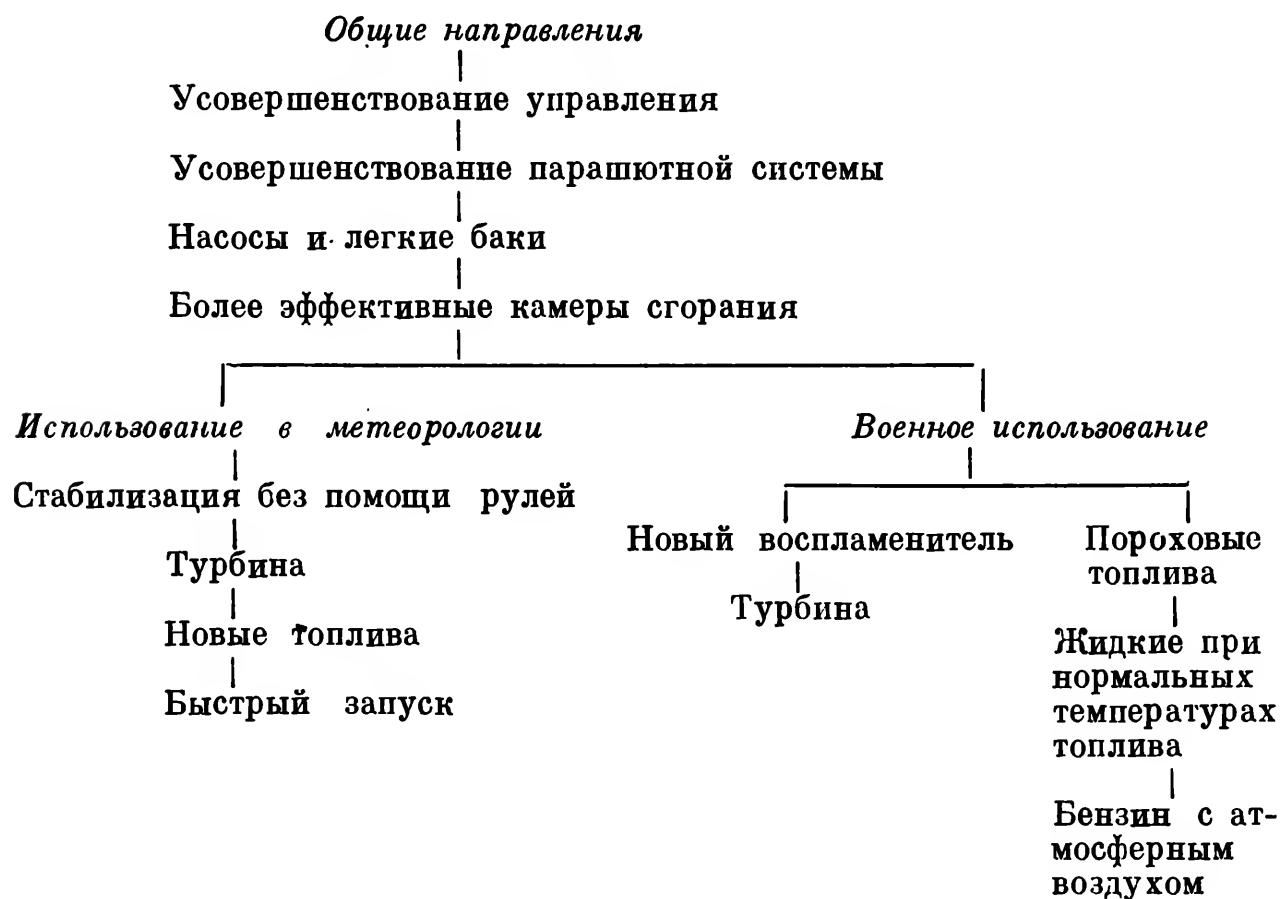 Общие направления
Усовершенствование управления
Усовершенствование парашютной системы
Насосы и легкие баки
Более эффективные камеры сгорания
Использование в метеорологии
Стабилизация без помощи рулей
Турбина
Новые топлива
Быстрый запуск
Военное использование
Новый воспламенитель
Турбина
Пороховые
топлива
Жидкие при
нормальных
температурах
топлива
Бензин с ат-
мосферным
воздухом